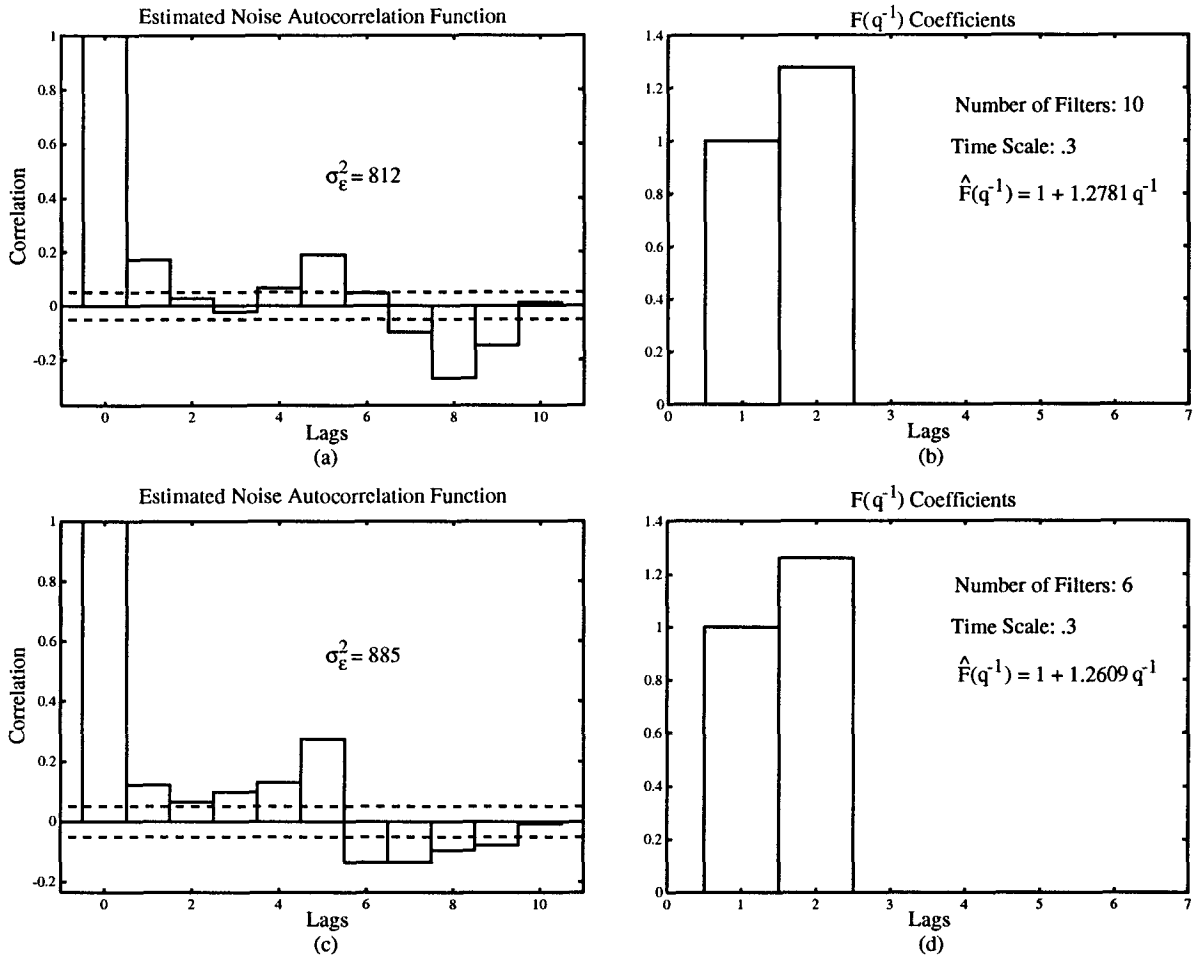 Estimated Noise Autocorrelation Function
Correlation
1
0.8
0.6
0.4
0.2
0
-0.2
σ_ε^2 = 812
0 2 4 6 8 10
Lags
(a)
F(q^-1) Coefficients
1.4
1.2
1
0.8
0.6
0.4
0.2
0
Number of Filters: 10
Time Scale: .3
F̂(q^-1) = 1 + 1.2781 q^-1
0 1 2 3 4 5 6 7
Lags
(b)
Estimated Noise Autocorrelation Function
Correlation
1
0.8
0.6
0.4
0.2
0
-0.2
σ_ε^2 = 885
0 2 4 6 8 10
Lags
(c)
F(q^-1) Coefficients
1.4
1.2
1
0.8
0.6
0.4
0.2
0
Number of Filters: 6
Time Scale: .3
F̂(q^-1) = 1 + 1.2609 q^-1
0 1 2 3 4 5 6 7
Lags
(d)